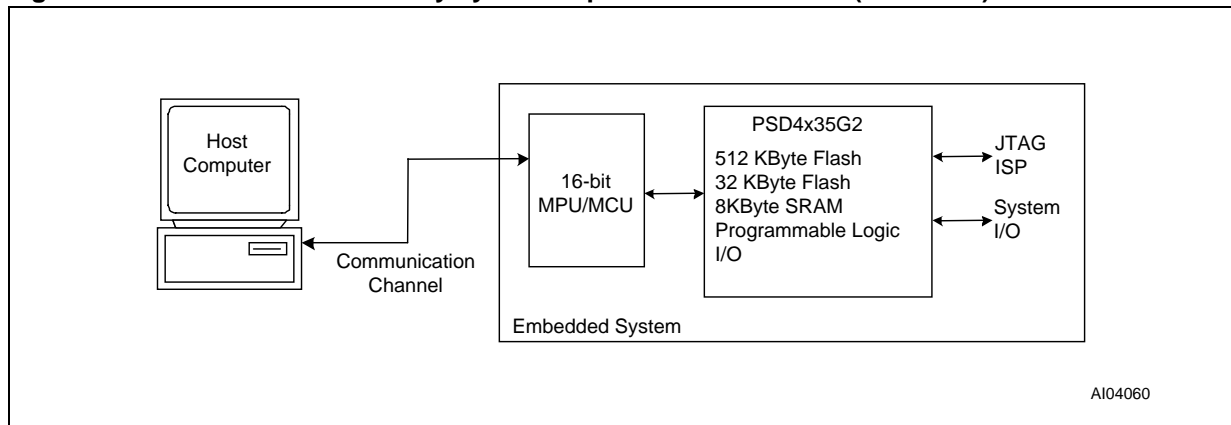 Host
Computer
Communication
Channel
16-bit
MPU/MCU
PSD4x35G2
512 KByte Flash
32 KByte Flash
8KByte SRAM
Programmable Logic
I/O
JTAG
ISP
System
I/O
Embedded System
AI04060